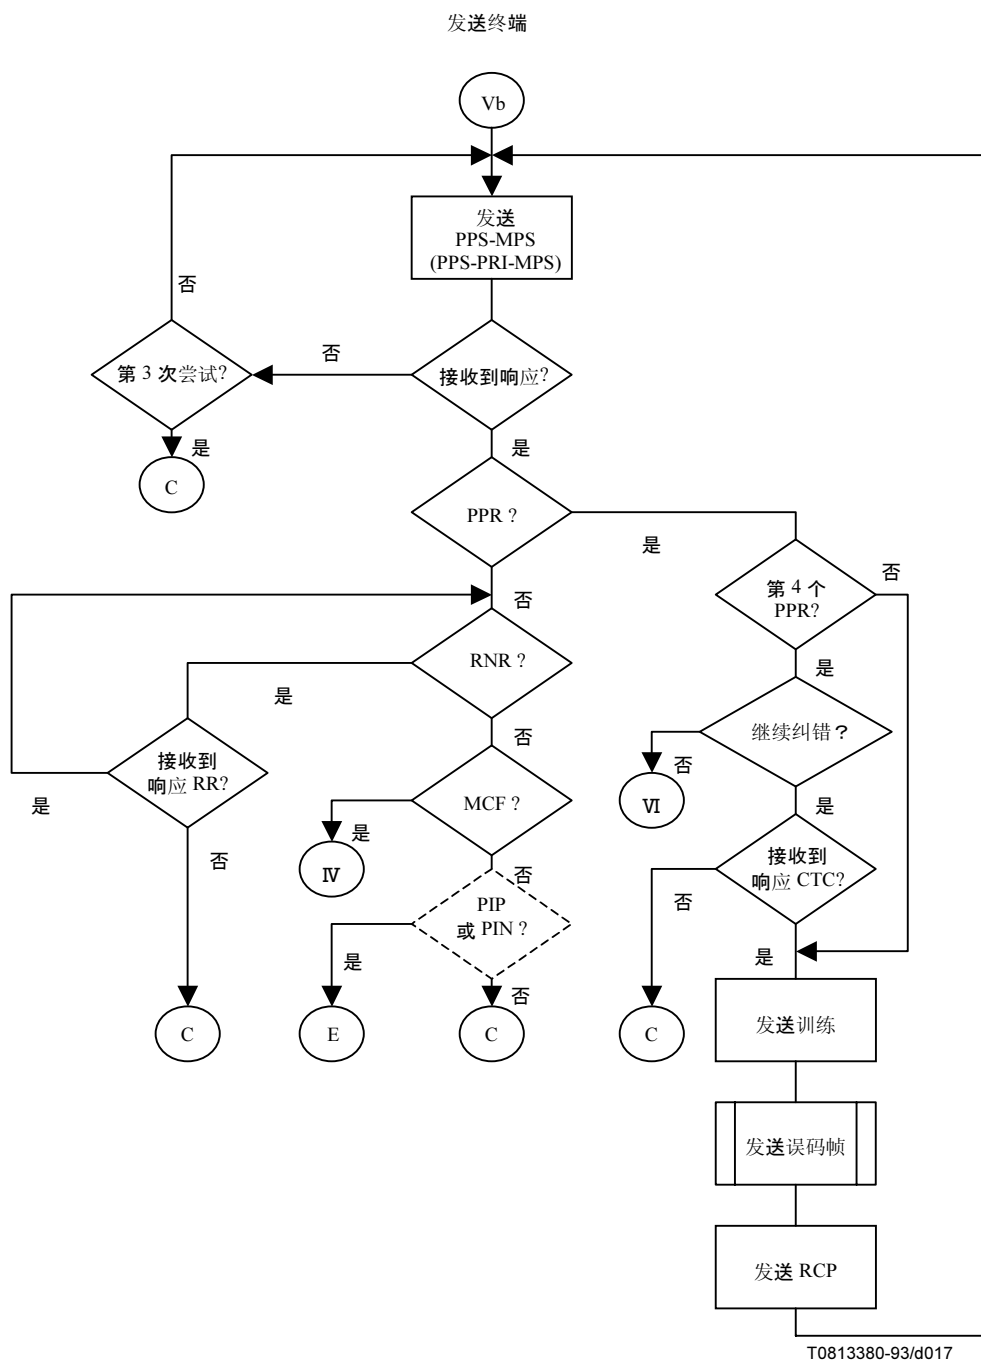 发送终端
Vb
发送
PPS-MPS
(PPS-PRI-MPS)
否
第 3 次尝试?
否
接收到响应?
是
C
是
PPR ?
是
第 4 个
PPR?
否
否
RNR ?
是
是
继续纠错？
否
Ⅵ
是
接收到
响应 RR?
是
否
否
MCF ?
是
Ⅳ
接收到
响应 CTC?
否
是
否
PIP
或 PIN ?
是
否
C
E
C
C
发送训练
发送误码帧
发送 RCP
T0813380-93/d017